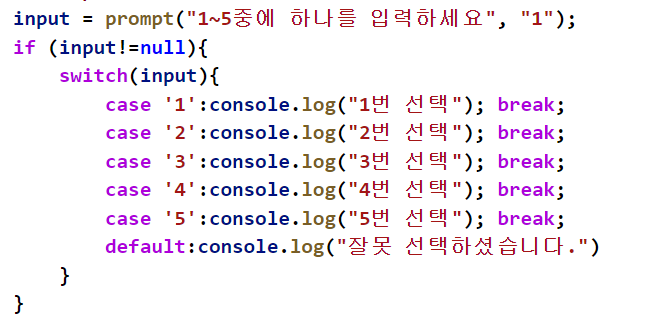 input = prompt("1~5중에 하나를 입력하세요", "1");
if (input!=null){
    switch(input){
        case '1':console.log("1번 선택"); break;
        case '2':console.log("2번 선택"); break;
        case '3':console.log("3번 선택"); break;
        case '4':console.log("4번 선택"); break;
        case '5':console.log("5번 선택"); break;
        default:console.log("잘못 선택하셨습니다.")
    }
}